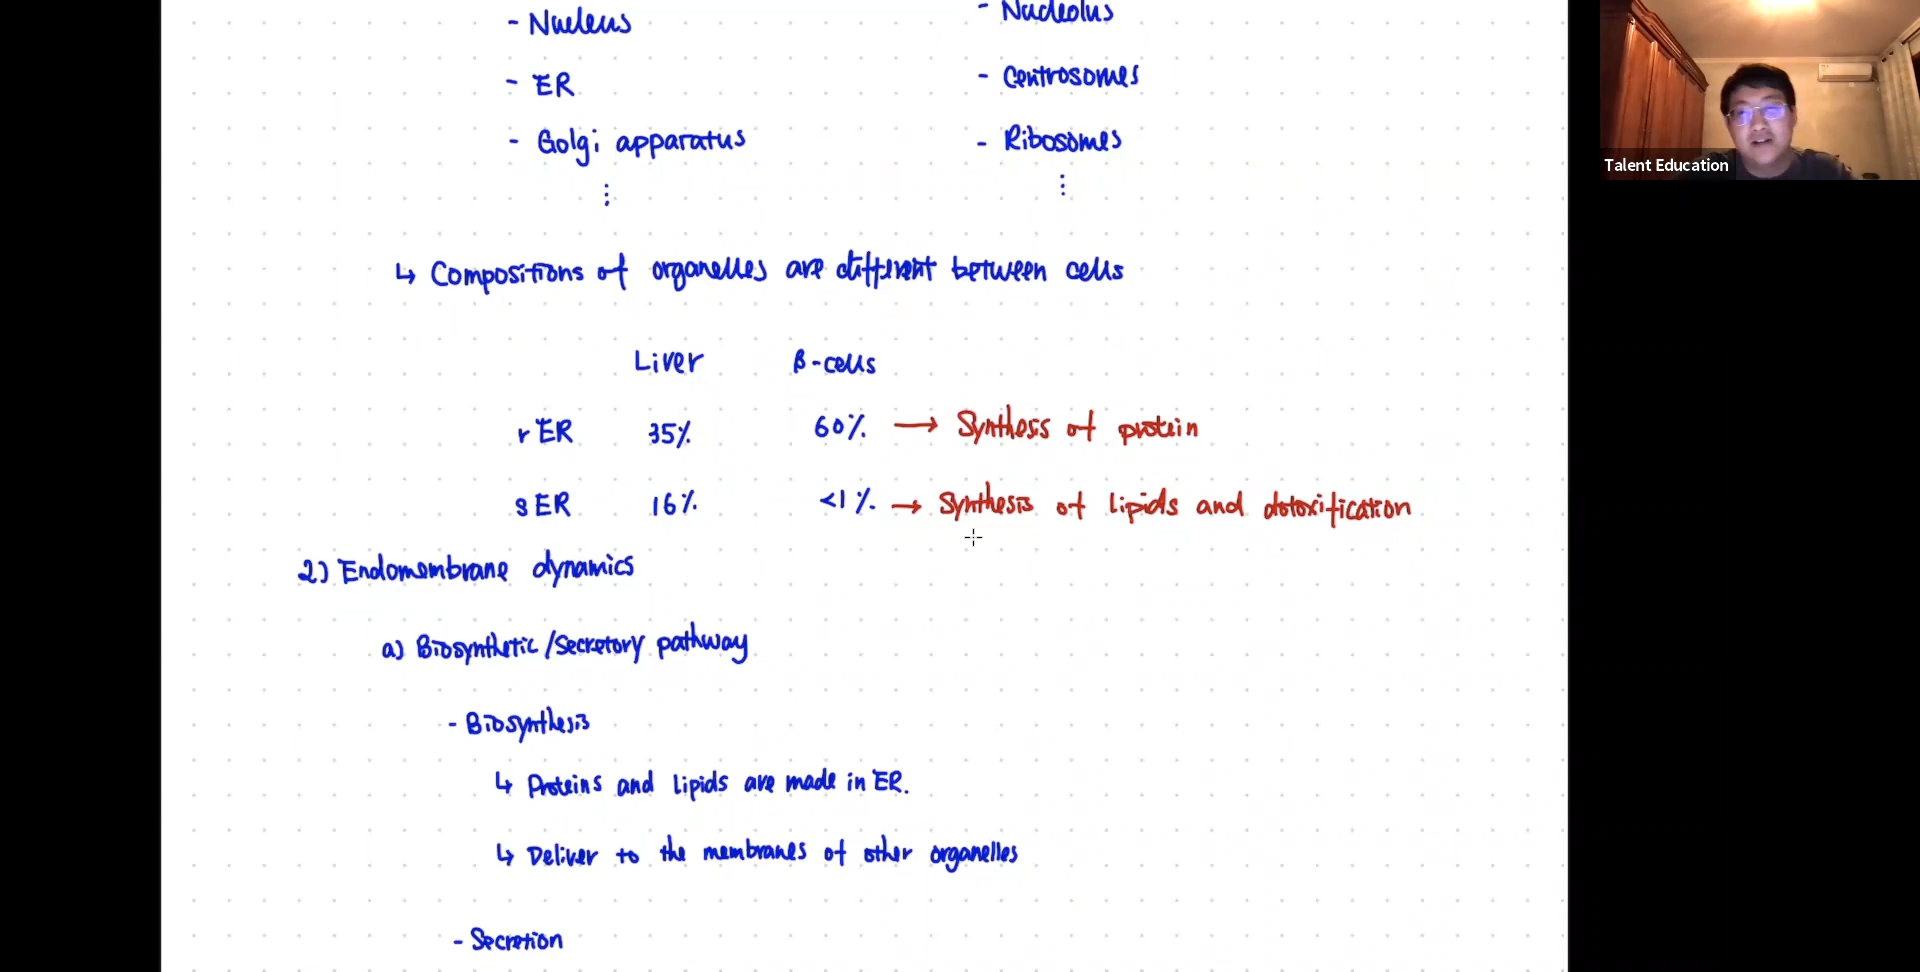 - Nucleus - Nucleolus
- ER - Centrosomes
- Golgi apparatus - Ribosomes
⋮ ⋮
↳ Compositions of organelles are different between cells
Liver β-cells
rER 35% 60% → Synthesis of protein
sER 16% <1% → Synthesis of lipids and detoxification
2) Endomembrane dynamics
a) Biosynthetic/Secretory pathway
- Biosynthesis
↳ Proteins and lipids are made in ER.
↳ Deliver to the membranes of other organelles
- Secretion
Talent Education